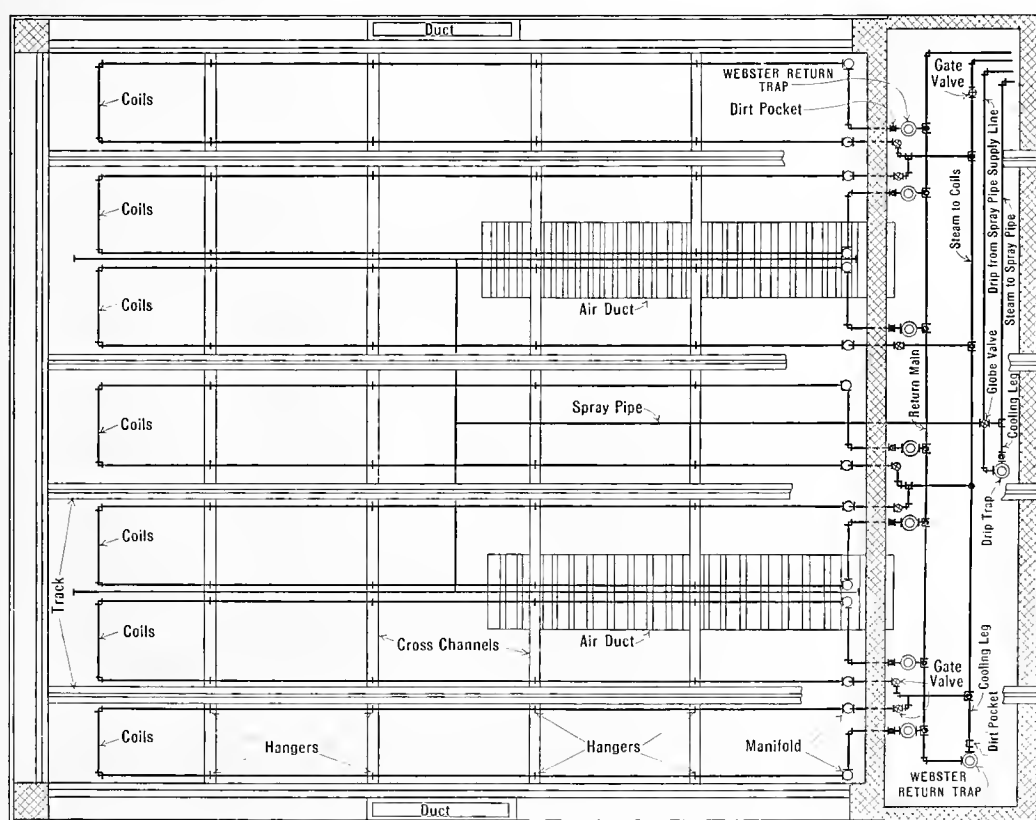 Duct
WEBSTER RETURN
TRAP
Gate
Valve
Dirt Pocket
Coils
Coils
Steam to Coils
Drip from Spray Pipe Supply Line
Steam to Spray Pipe
Coils
Air Duct
Return Main
Globe Valve
Cooling Leg
Spray Pipe
Coils
Drip Trap
Coils
Track
Coils
Cross Channels
Air Duct
Gate
Valve
Cooling Leg
Dirt Pocket
Coils
Hangers
Hangers
Manifold
WEBSTER
RETURN TRAP
Duct